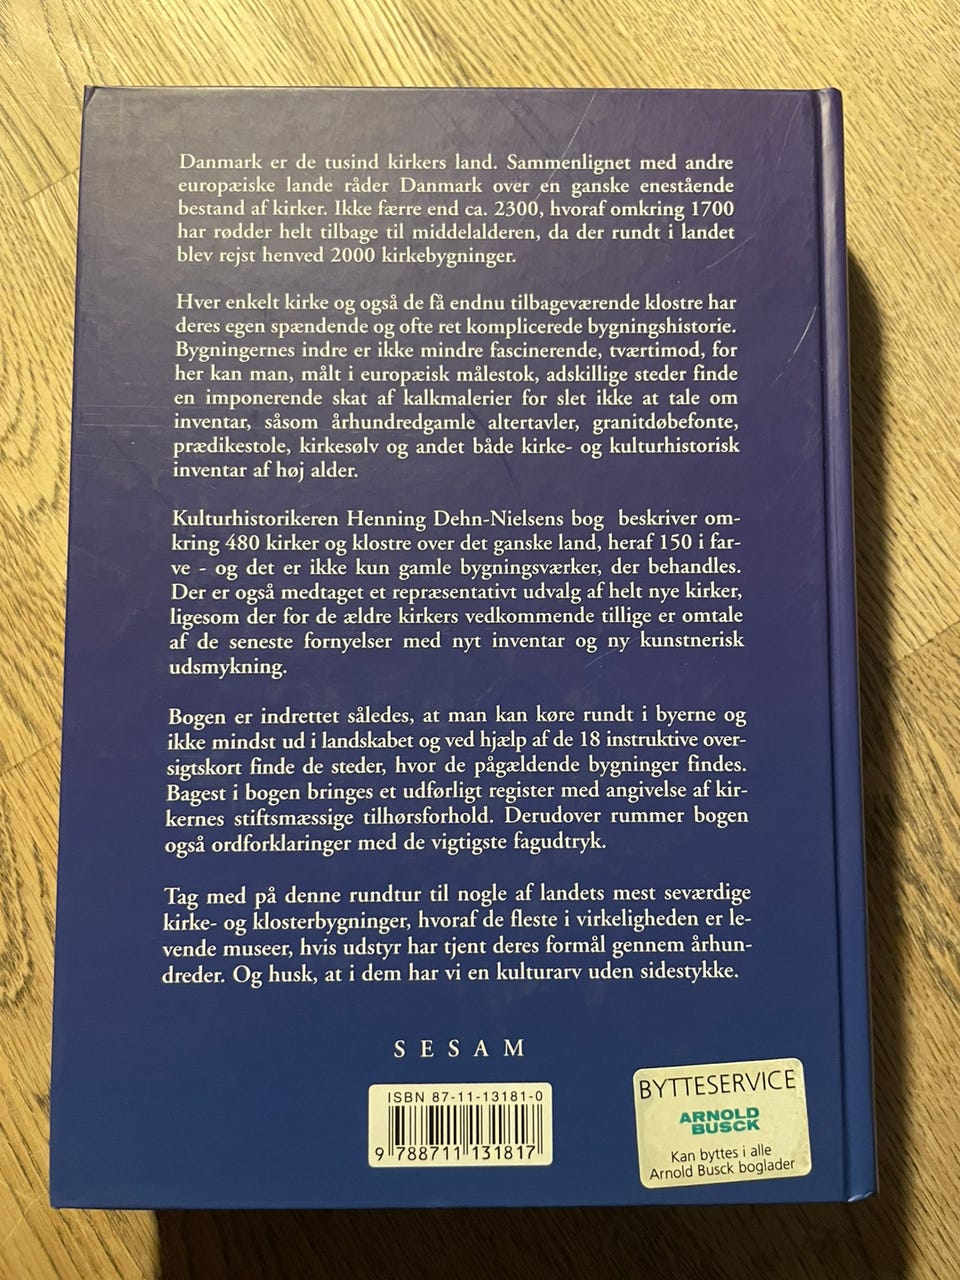 Danmark er de tusind kirkers land. Sammenlignet med andre
europæiske lande råder Danmark over en ganske enestående
bestand af kirker. Ikke færre end ca. 2300, hvoraf omkring 1700
har rødder helt tilbage til middelalderen, da der rundt i landet
blev rejst henved 2000 kirkebygninger.
Hver enkelt kirke og også de få endnu tilbageværende klostre har
deres egen spændende og ofte ret komplicerede bygningshistorie.
Bygningernes indre er ikke mindre fascinerende, tværtimod, for
her kan man, målt i europæisk målestok, adskillige steder finde
en imponerende skat af kalkmalerier for slet ikke at tale om
inventar, såsom århundredgamle altertavler, granitdøbefonte,
prædikestole, kirkesølv og andet både kirke- og kulturhistorisk
inventar af høj alder.
Kulturhistorikeren Henning Dehn-Nielsens bog beskriver om-
kring 480 kirker og klostre over det ganske land, heraf 150 i far-
ve - og det er ikke kun gamle bygningsværker, der behandles.
Der er også medtaget et repræsentativt udvalg af helt nye kirker,
ligesom der for de ældre kirkers vedkommende tillige er omtale
af de seneste fornyelser med nyt inventar og ny kunstnerisk
udsmykning.
Bogen er indrettet således, at man kan køre rundt i byerne og
ikke mindst ud i landskabet og ved hjælp af de 18 instruktive over-
sigtskort finde de steder, hvor de pågældende bygninger findes.
Bagest i bogen bringes et udførligt register med angivelse af kir-
kernes stiftsmæssige tilhørsforhold. Derudover rummer bogen
også ordforklaringer med de vigtigste fagudtryk.
Tag med på denne rundtur til nogle af landets mest seværdige
kirke- og klosterbygninger, hvoraf de fleste i virkeligheden er le-
vende museer, hvis udstyr har tjent deres formål gennem århun-
dreder. Og husk, at i dem har vi en kulturarv uden sidestykke.
SESAM
ISBN 87-11-13181-0
9 788711 131817
BYTTESERVICE
ARNOLD
BUSCK
Kan byttes i alle
Arnold Busck boglader